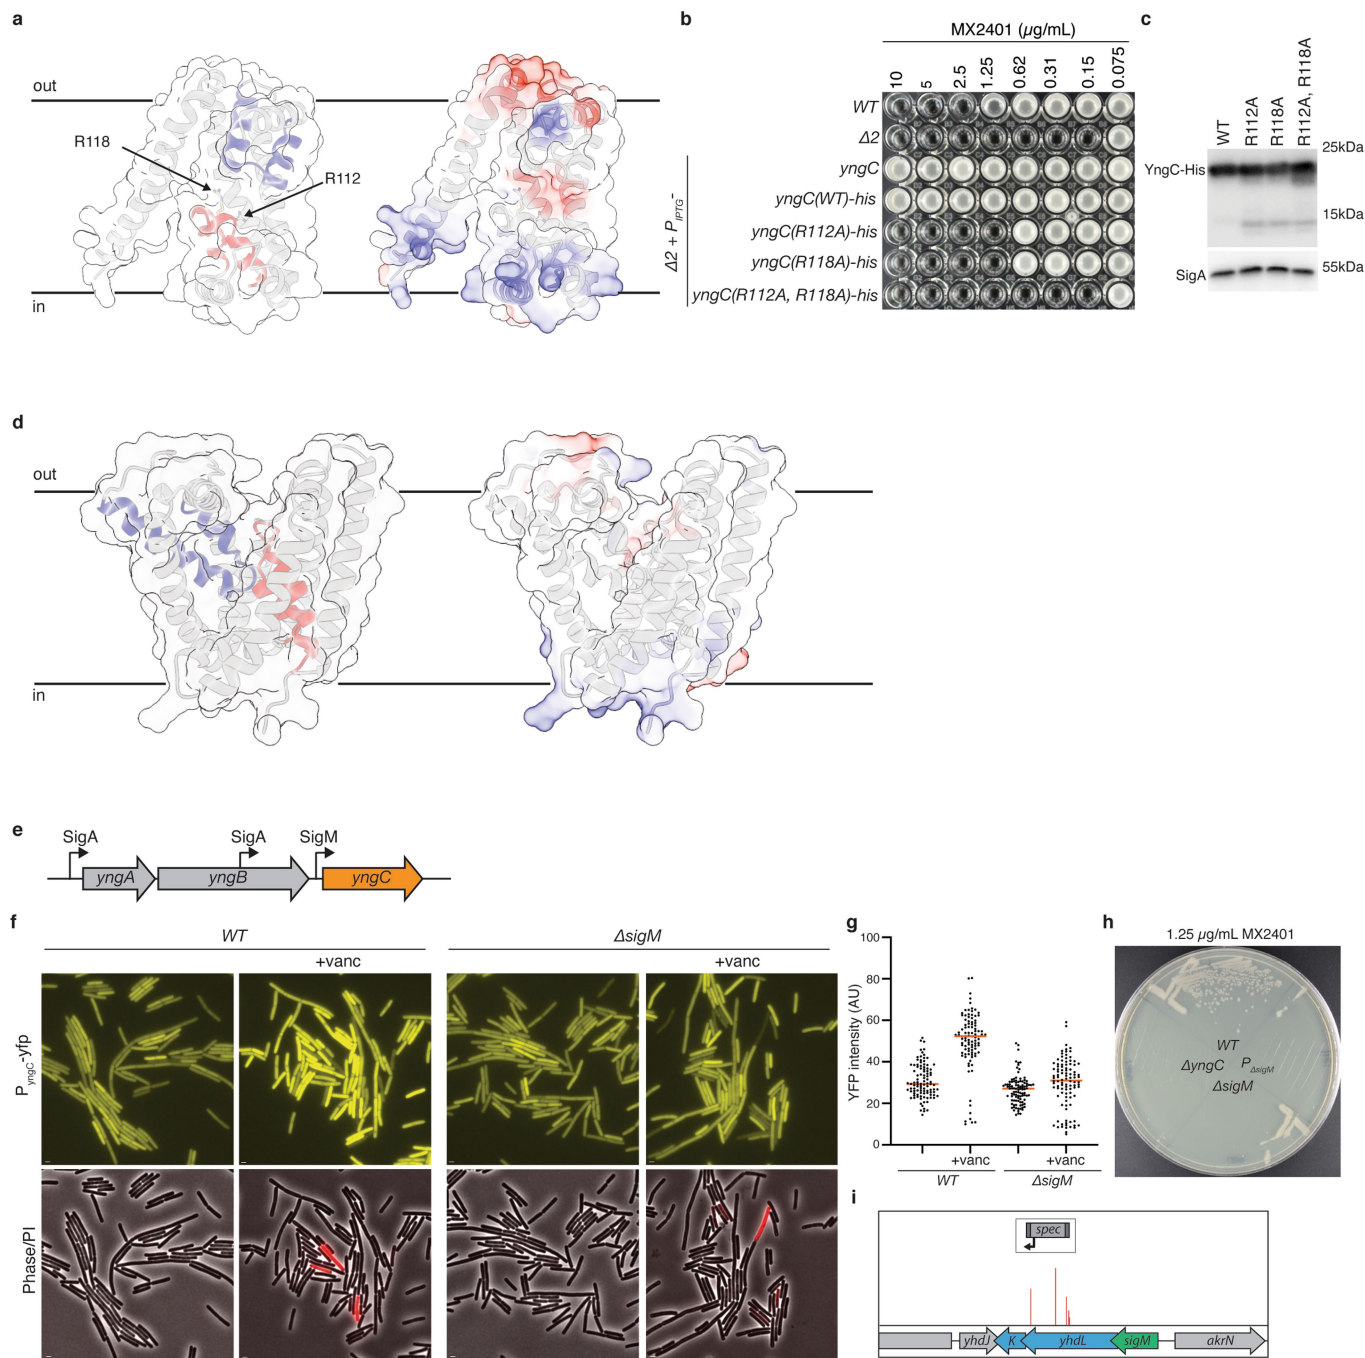 a
out
R118
R112
in
b
MX2401 (µg/mL)
10 5 2.5 1.25 0.62 0.31 0.15 0.075
WT
Δ2
yngC
yngC(WT)-his
yngC(R112A)-his
yngC(R118A)-his
yngC(R112A, R118A)-his
Δ2 + P IPTG-
c
WT R112A R118A R112A, R118A
25kDa
YngC-His
15kDa
SigA
55kDa
d
out
in
e
SigA SigA SigM
yngA yngB yngC
f
WT ΔsigM
+vanc +vanc
PyngC-yfp
Phase/PI
g
YFP intensity (AU)
100
80
60
40
20
0
+vanc +vanc
WT ΔsigM
h
1.25 µg/mL MX2401
WT
ΔyngC PΔsigM
ΔsigM
i
spec
yhdJ K yhdL sigM akrN